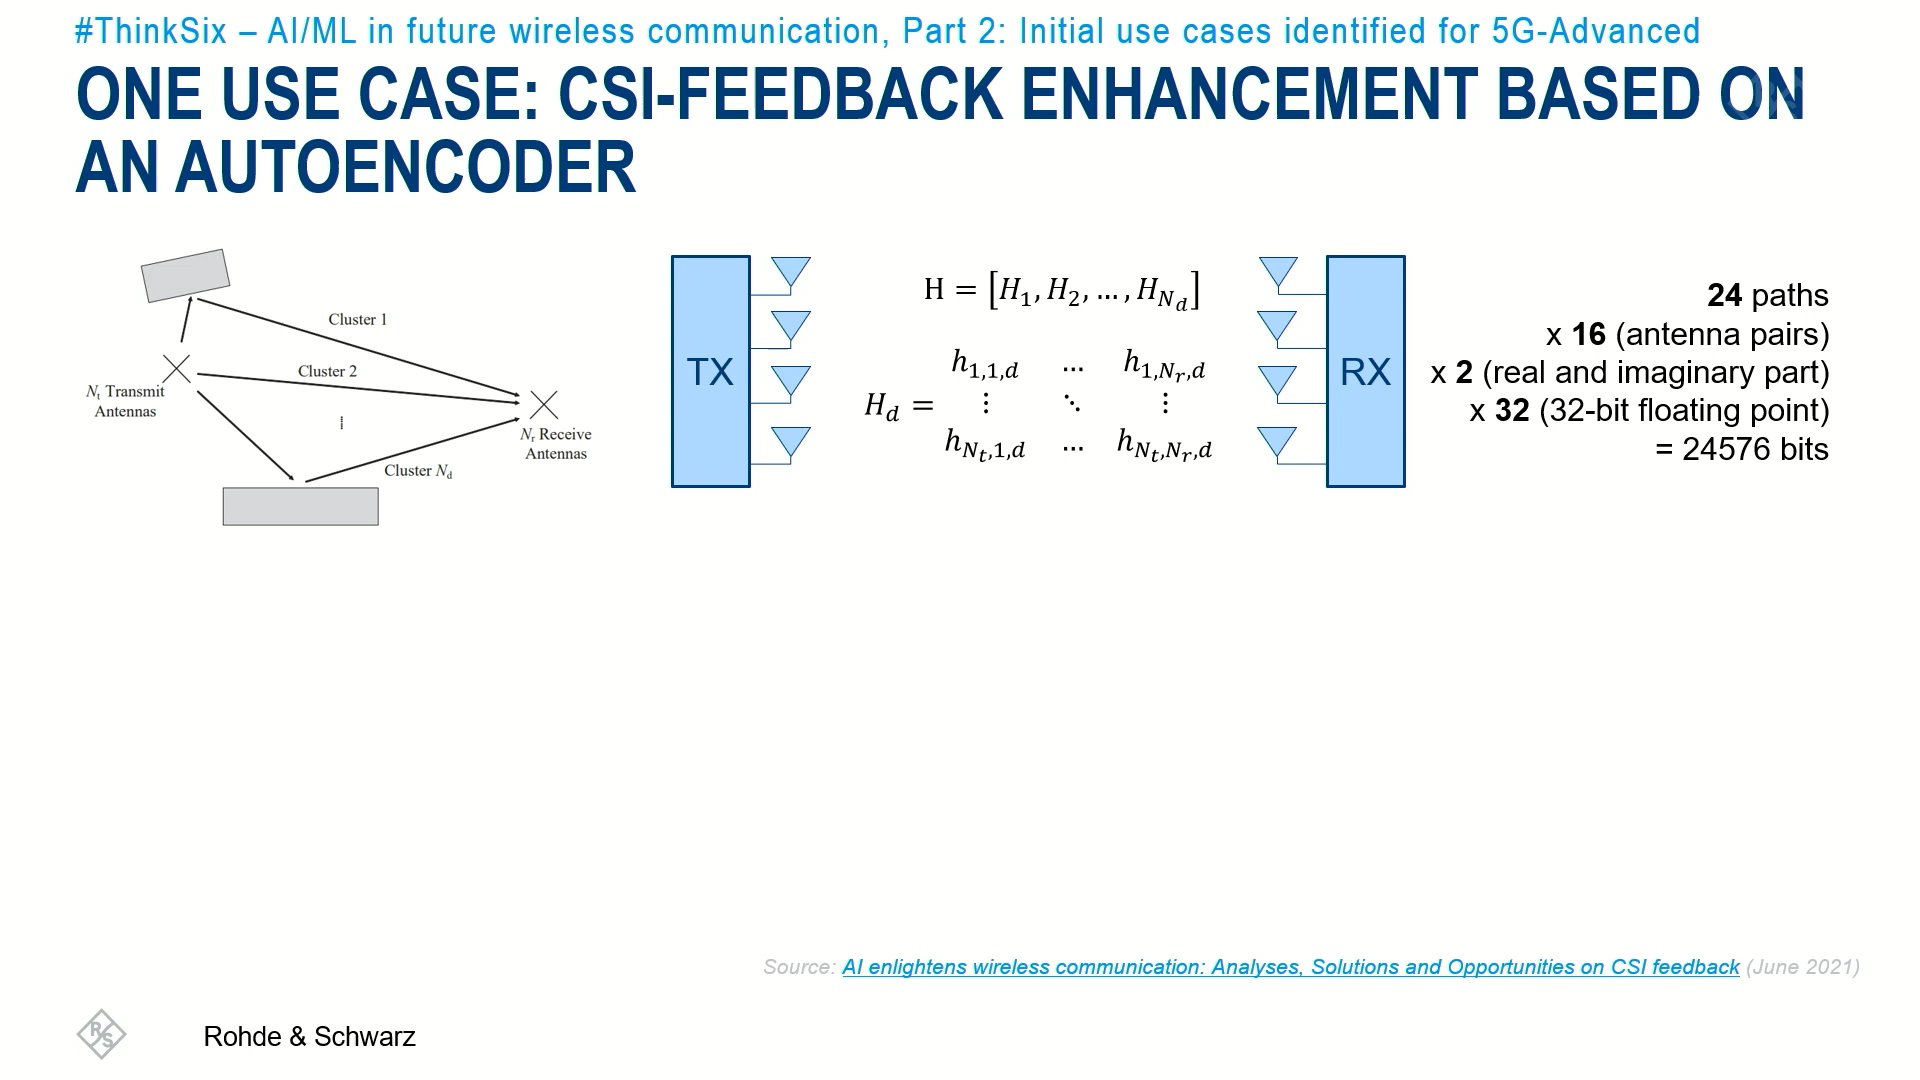 #ThinkSix – AI/ML in future wireless communication, Part 2: Initial use cases identified for 5G-Advanced
ONE USE CASE: CSI-FEEDBACK ENHANCEMENT BASED ON
AN AUTOENCODER
Cluster 1
Cluster 2
N_t Transmit
Antennas
⁞
N_r Receive
Antennas
Cluster N_d
TX
H = [H_1, H_2, …, H_{N_d}]
h_{1,1,d} … h_{1,N_r,d}
H_d = ⋮ ⋱ ⋮
h_{N_t,1,d} … h_{N_t,N_r,d}
RX
24 paths
x 16 (antenna pairs)
x 2 (real and imaginary part)
x 32 (32-bit floating point)
= 24576 bits
Source: AI enlightens wireless communication: Analyses, Solutions and Opportunities on CSI feedback (June 2021)
R S
Rohde & Schwarz